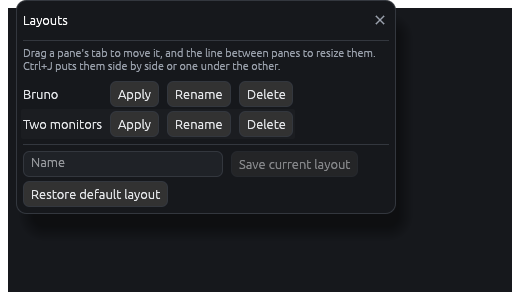 Layouts
Drag a pane's tab to move it, and the line between panes to resize them.
Ctrl+J puts them side by side or one under the other.
Bruno Apply Rename Delete
Two monitors Apply Rename Delete
Name Save current layout
Restore default layout